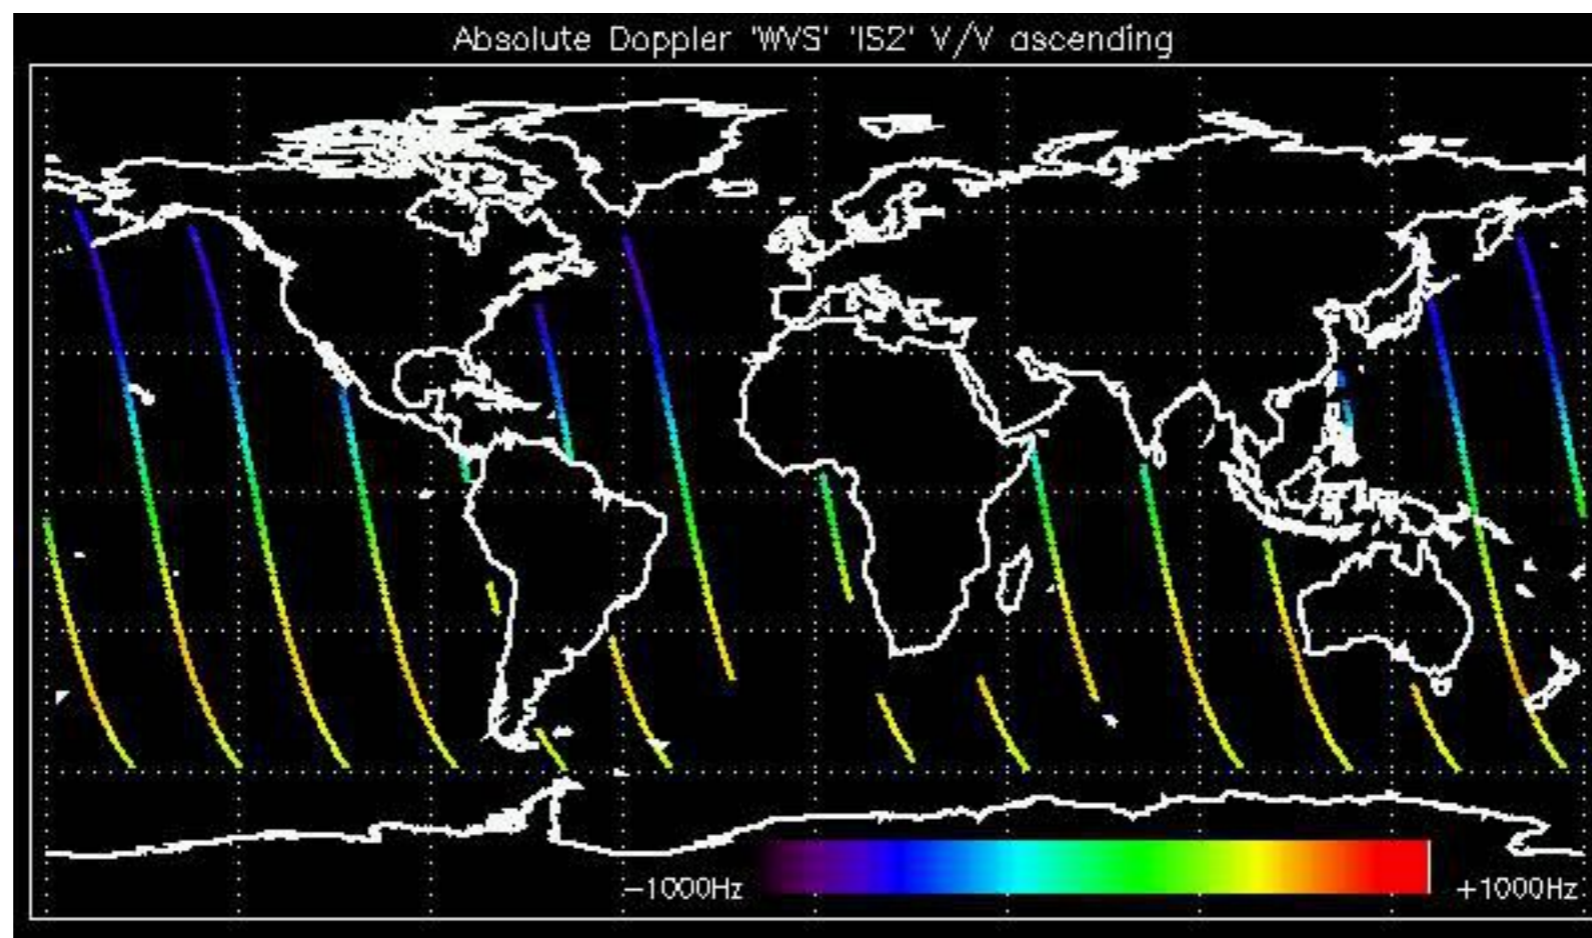 Absolute Doppler 'WVS' 'IS2' V/V ascending
-1000Hz +1000Hz